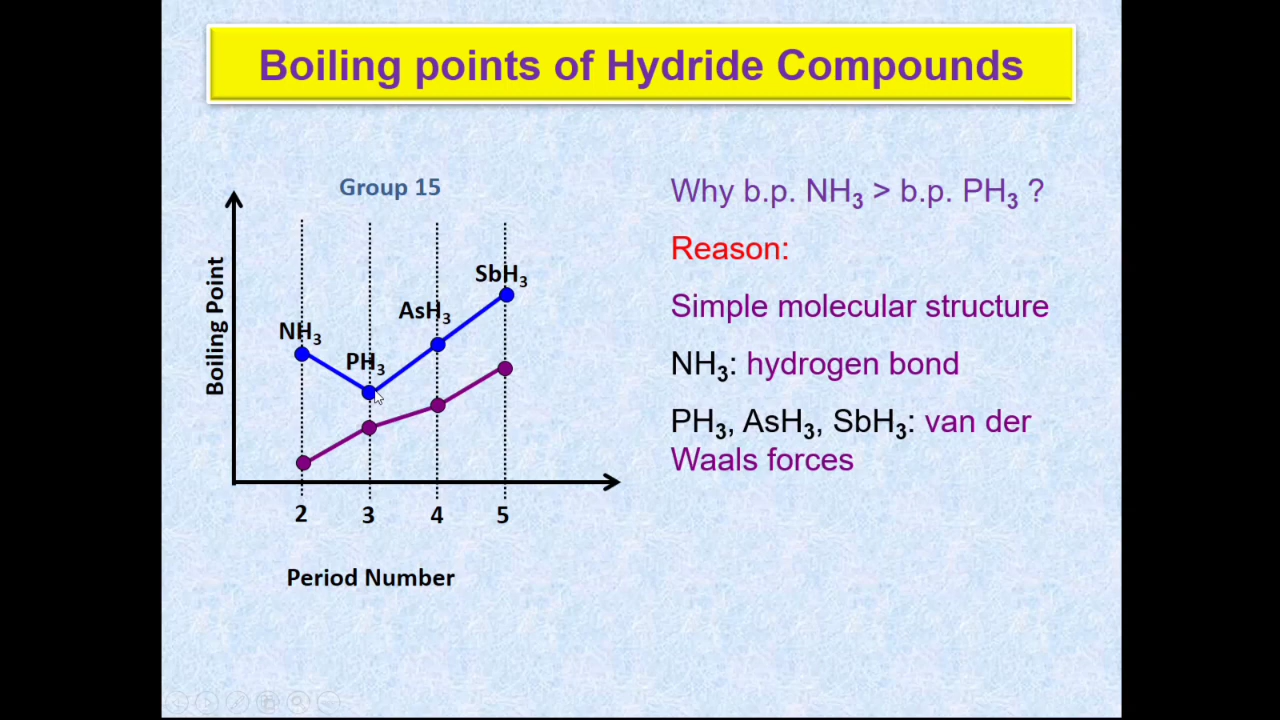 Boiling points of Hydride Compounds
Group 15
Boiling Point
NH₃
PH₃
AsH₃
SbH₃
2 3 4 5
Period Number
Why b.p. NH₃ > b.p. PH₃ ?
Reason:
Simple molecular structure
NH₃: hydrogen bond
PH₃, AsH₃, SbH₃: van der
Waals forces